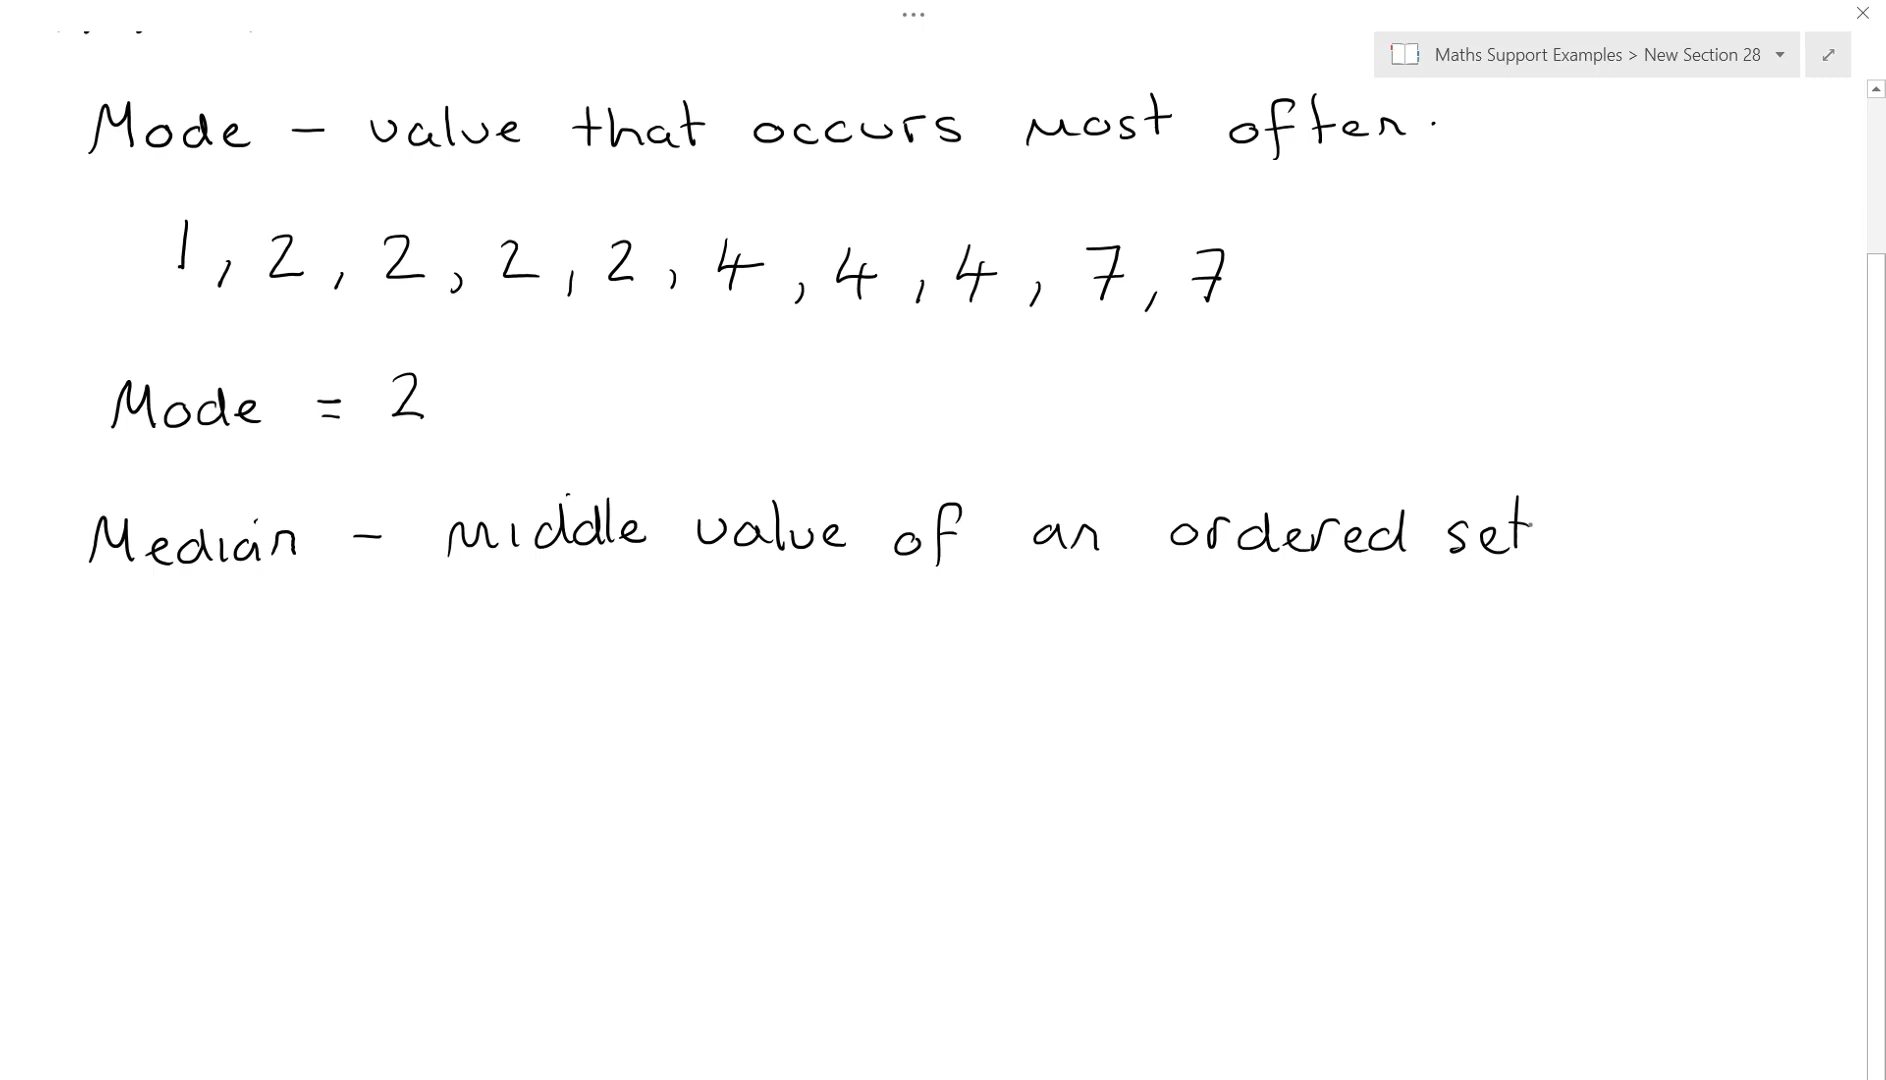 Maths Support Examples > New Section 28
Mode - value that occurs most often.
1, 2, 2, 2, 2, 4, 4, 4, 7, 7
Mode = 2
Median - middle value of an ordered set